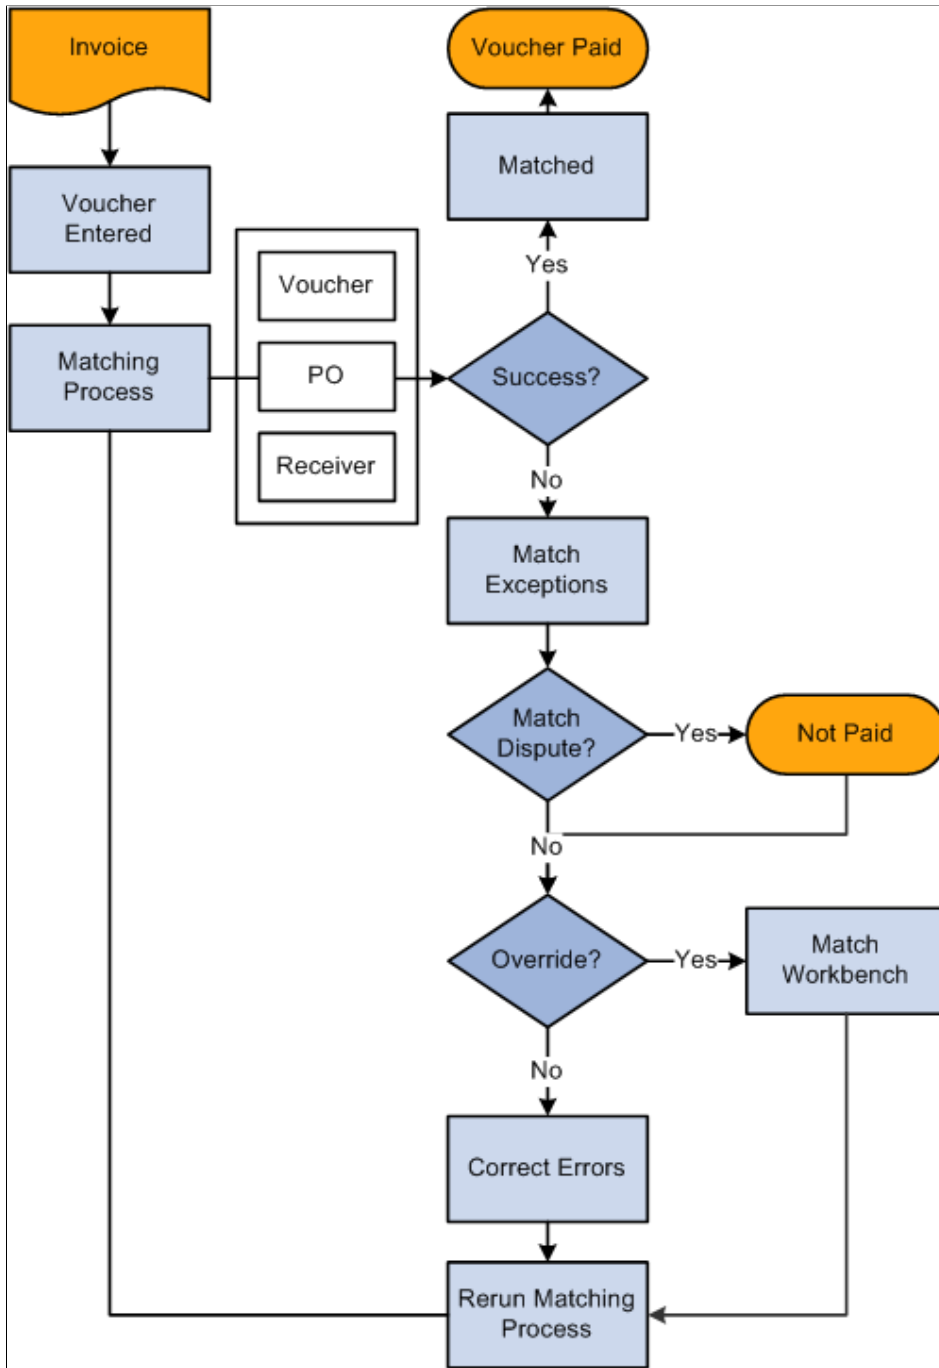 Invoice
Voucher Paid
Matched
Voucher
Entered
Yes
Voucher
Matching
Process
PO
Success?
Receiver
No
Match
Exceptions
Match
Dispute?
Yes
Not Paid
No
Override?
Yes
Match
Workbench
No
Correct Errors
Rerun Matching
Process